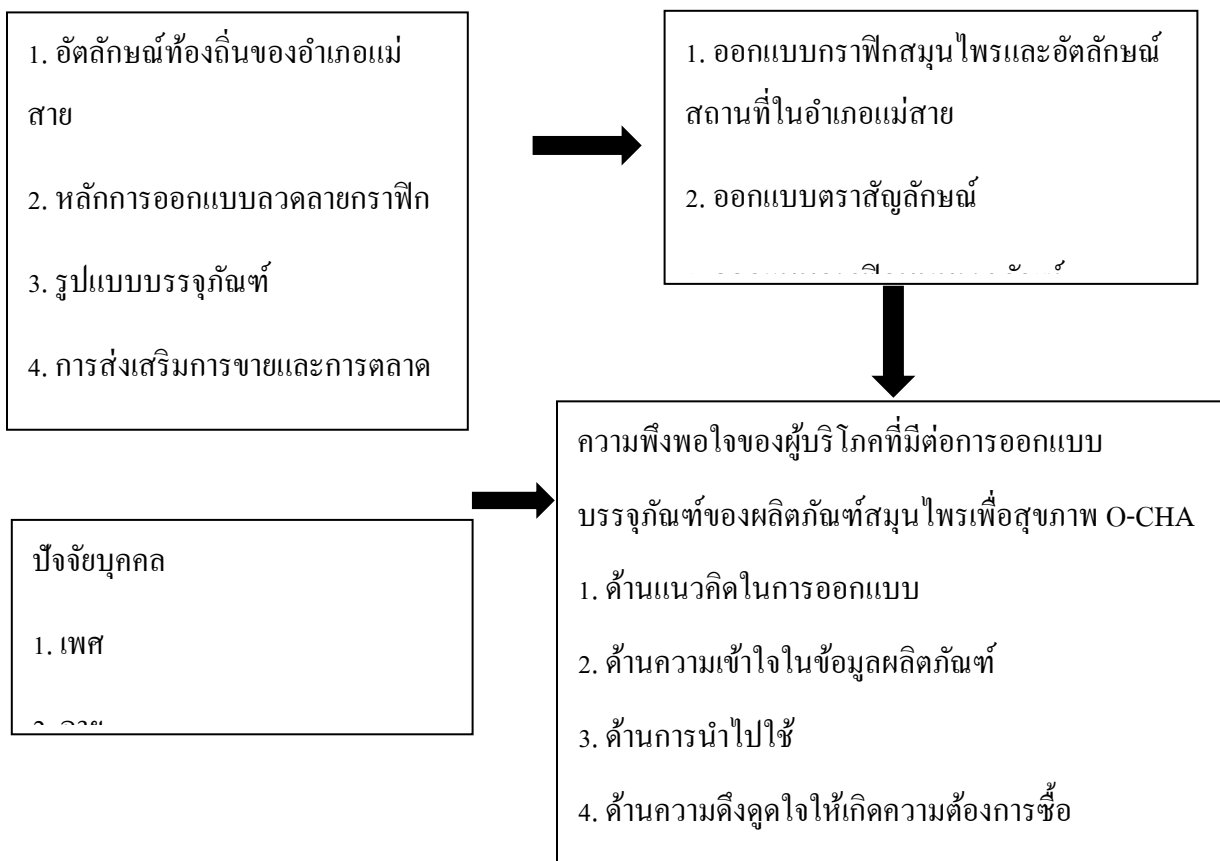 1. อัตลักษณ์ท้องถิ่นของอำเภอแม่
สาย
2. หลักการออกแบบลวดลายกราฟิก
3. รูปแบบบรรจุภัณฑ์
4. การส่งเสริมการขายและการตลาด
1. ออกแบบกราฟิกสมุนไพรและอัตลักษณ์
สถานที่ในอำเภอแม่สาย
2. ออกแบบตราสัญลักษณ์
ปัจจัยบุคคล
1. เพศ
ความพึงพอใจของผู้บริโภคที่มีต่อการออกแบบ
บรรจุภัณฑ์ของผลิตภัณฑ์สมุนไพรเพื่อสุขภาพ O-CHA
1. ด้านแนวคิดในการออกแบบ
2. ด้านความเข้าใจในข้อมูลผลิตภัณฑ์
3. ด้านการนำไปใช้
4. ด้านความดึงดูดใจให้เกิดความต้องการซื้อ